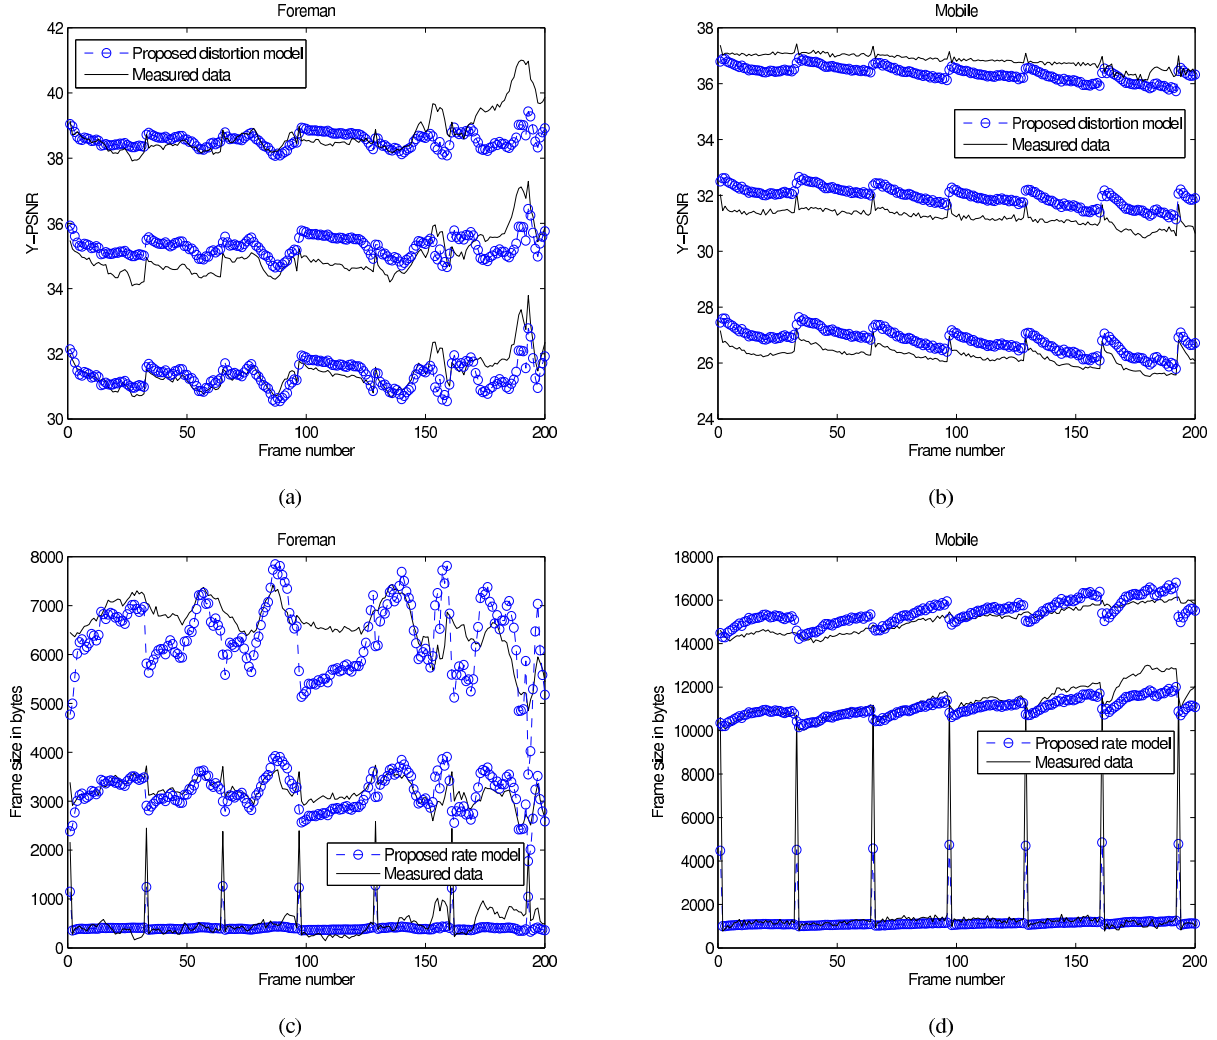 Foreman
42
40
38
36
34
32
30
Y-PSNR
Proposed distortion model
Measured data
0 50 100 150 200
Frame number
(a)
Mobile
38
36
34
32
30
28
26
24
Y-PSNR
Proposed distortion model
Measured data
0 50 100 150 200
Frame number
(b)
Foreman
8000
7000
6000
5000
4000
3000
2000
1000
0
Frame size in bytes
Proposed rate model
Measured data
0 50 100 150 200
Frame number
(c)
Mobile
18000
16000
14000
12000
10000
8000
6000
4000
2000
0
Frame size in bytes
Proposed rate model
Measured data
0 50 100 150 200
Frame number
(d)